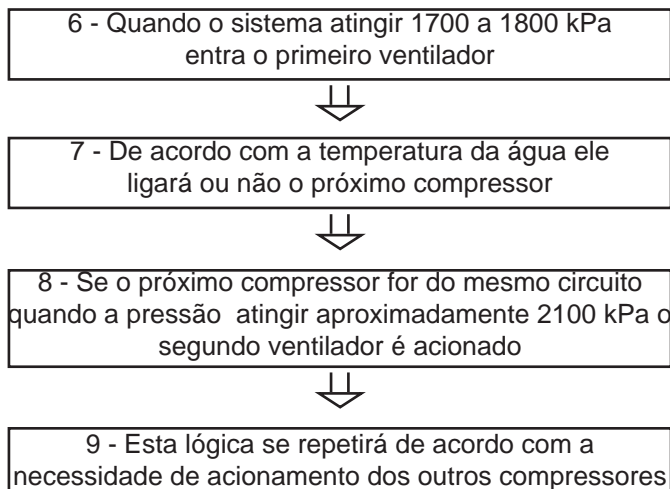 6 - Quando o sistema atingir 1700 a 1800 kPa
entra o primeiro ventilador
7 - De acordo com a temperatura da água ele
ligará ou não o próximo compressor
8 - Se o próximo compressor for do mesmo circuito
quando a pressão atingir aproximadamente 2100 kPa o
segundo ventilador é acionado
9 - Esta lógica se repetirá de acordo com a
necessidade de acionamento dos outros compressores